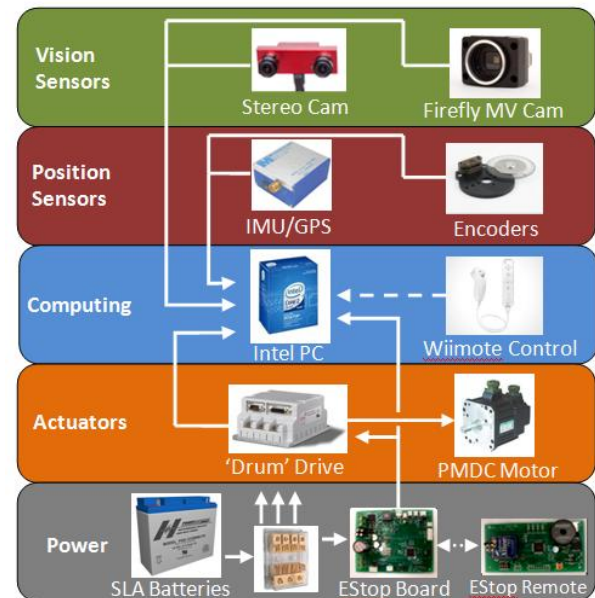 Vision
Sensors
Stereo Cam
Firefly MV Cam
Position
Sensors
IMU/GPS
Encoders
Computing
intel
Intel PC
Wiimote Control
Actuators
'Drum' Drive
PMDC Motor
Power
SLA Batteries
EStop Board
EStop Remote